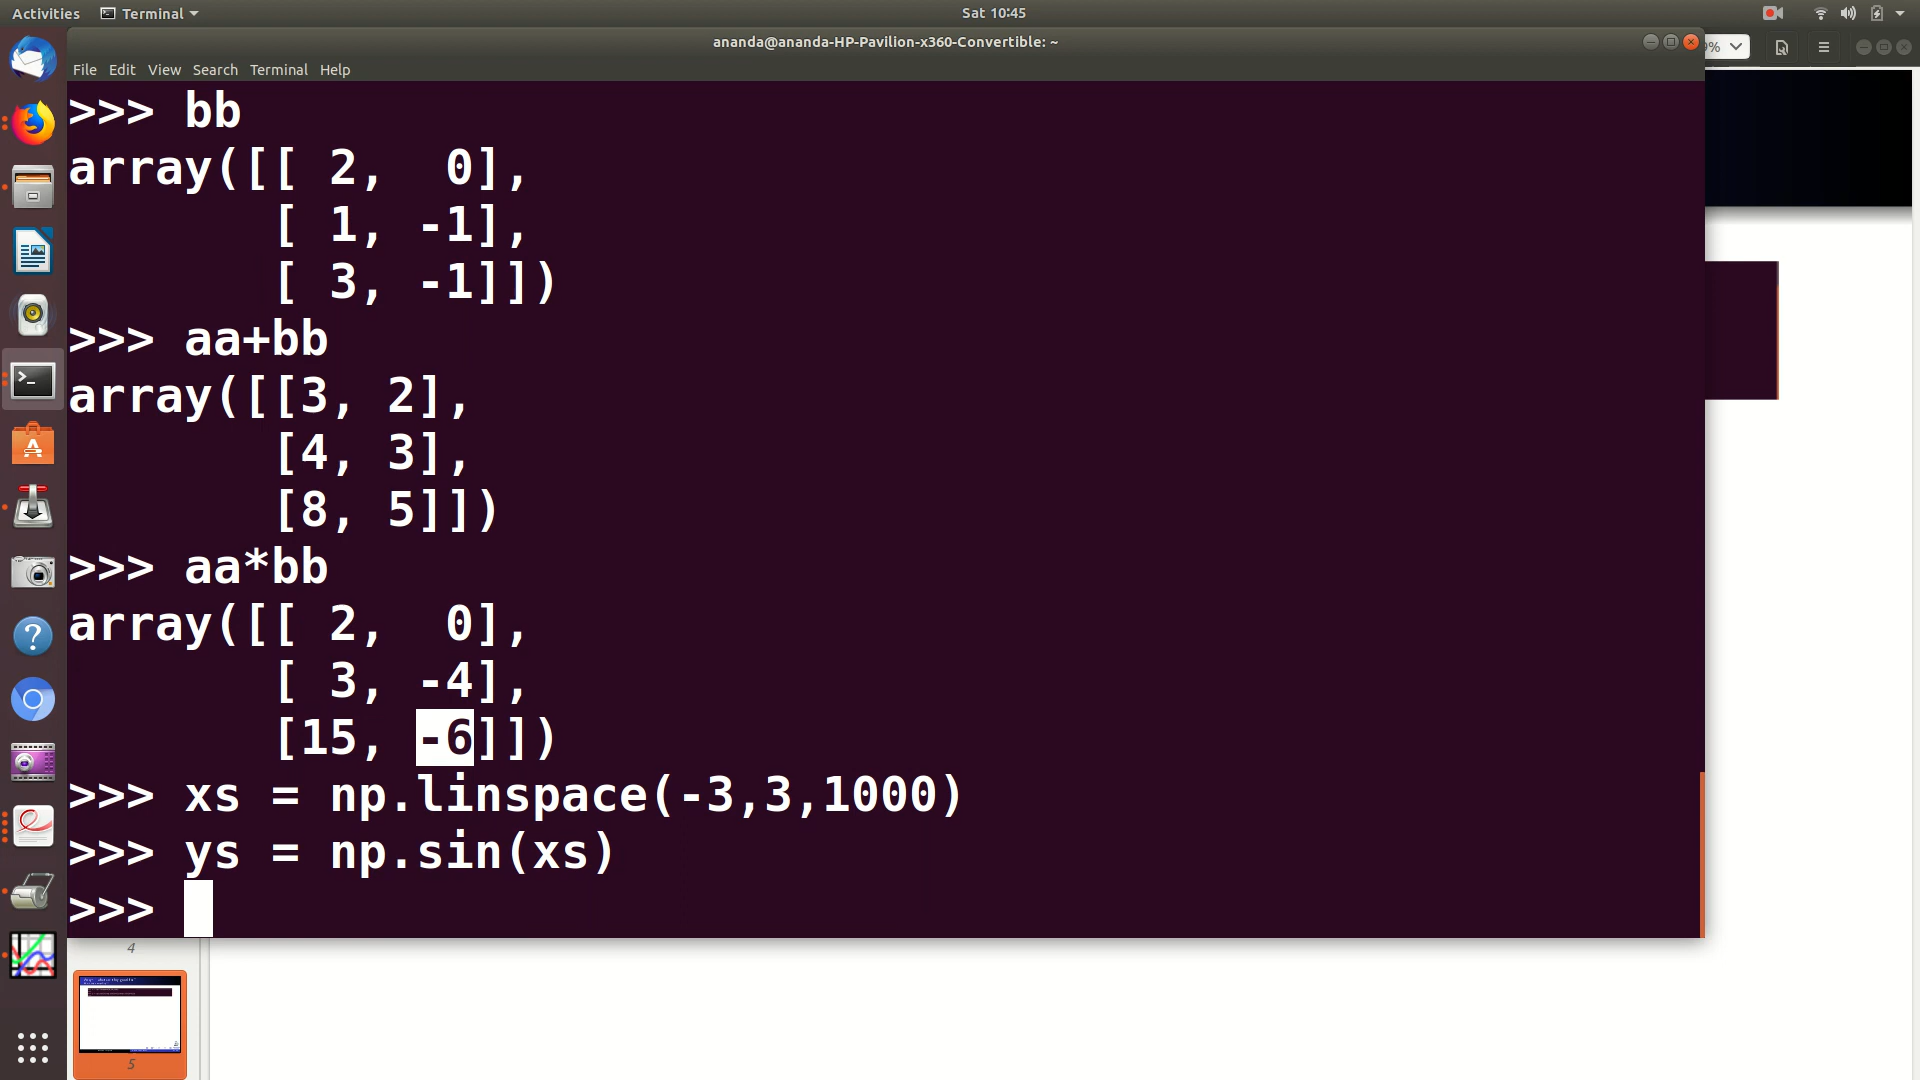 Activities Terminal Sat 10:45
ananda@ananda-HP-Pavilion-x360-Convertible: ~
File Edit View Search Terminal Help
>>> bb
array([[ 2,  0],
       [ 1, -1],
       [ 3, -1]])
>>> aa+bb
array([[3, 2],
       [4, 3],
       [8, 5]])
>>> aa*bb
array([[ 2,  0],
       [ 3, -4],
       [15, -6]])
>>> xs = np.linspace(-3,3,1000)
>>> ys = np.sin(xs)
>>>
4
5